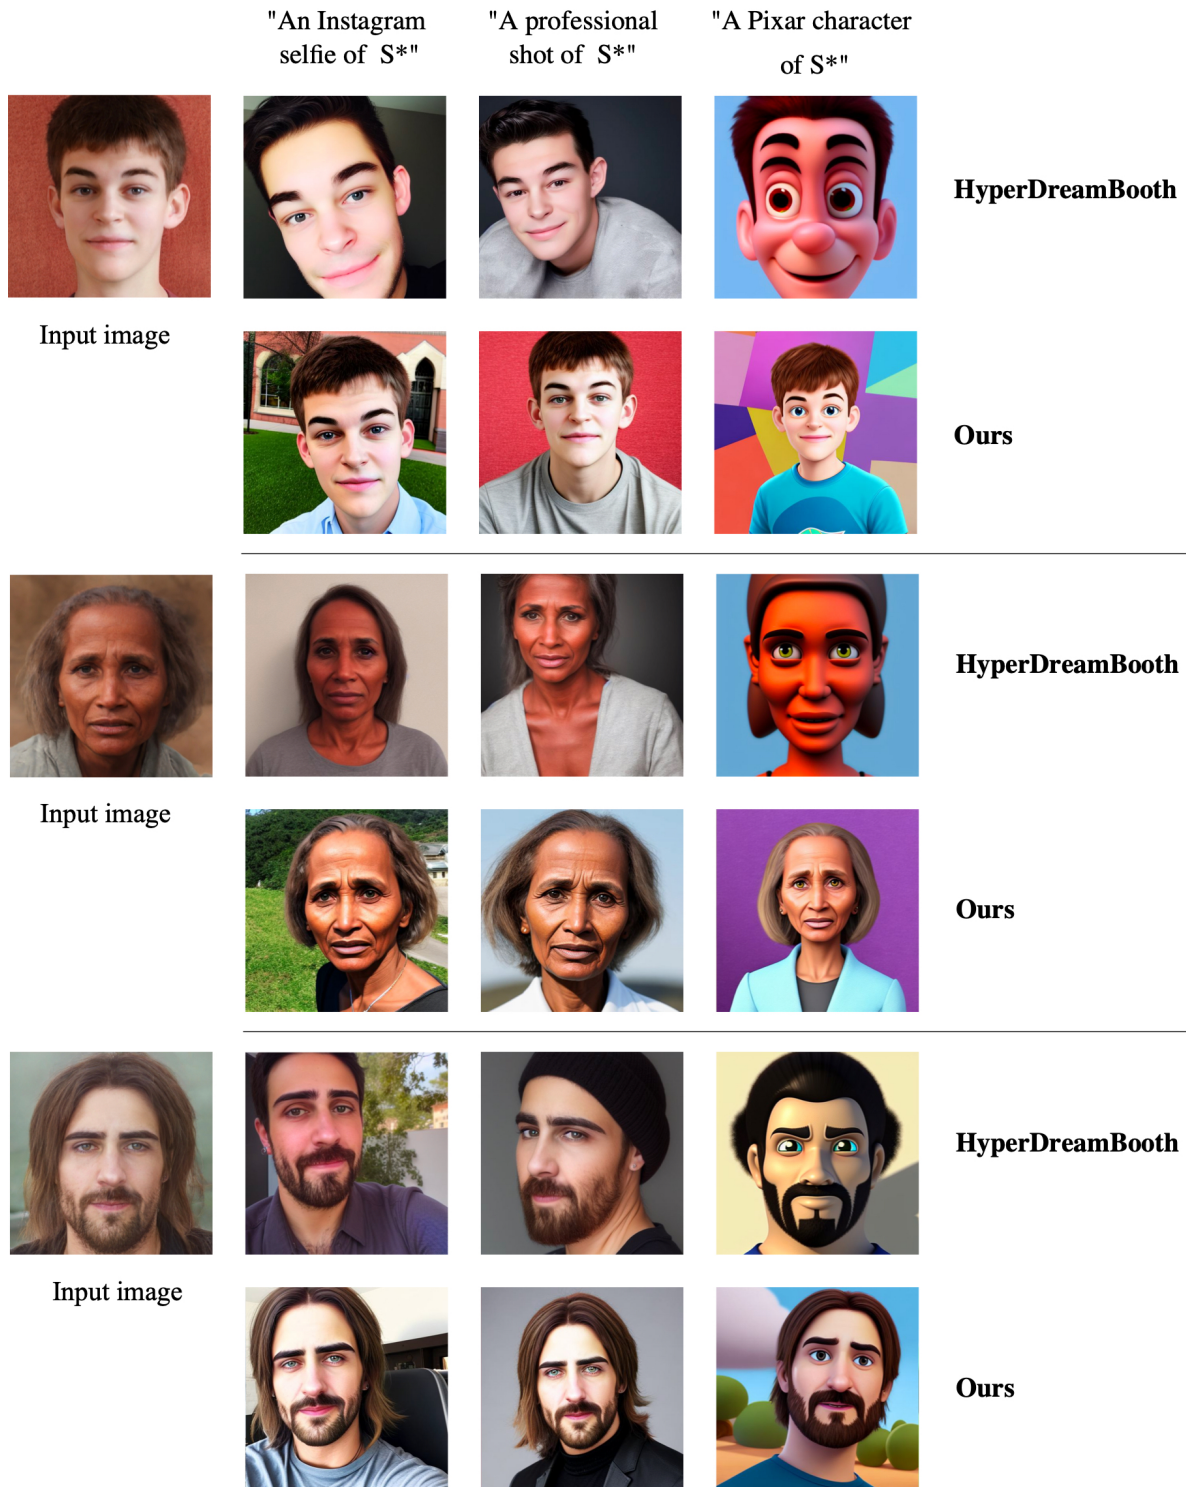 "An Instagram
selfie of S*"
"A professional
shot of S*"
"A Pixar character
of S*"
HyperDreamBooth
Input image
Ours
HyperDreamBooth
Input image
Ours
HyperDreamBooth
Input image
Ours